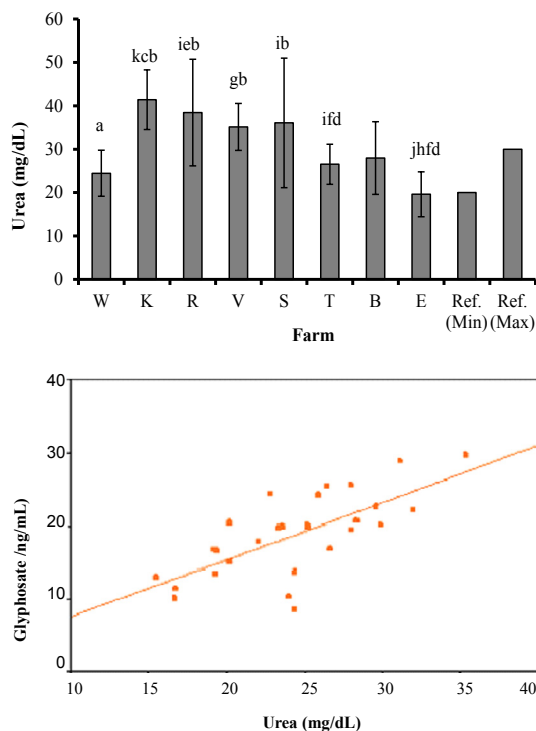 60
50
40
30
20
10
0
Urea (mg/dL)
a
kcb
ieb
gb
ib
ifd
jhfd
W K R V S T B E Ref. (Min) Ref. (Max)
Farm
40
30
20
10
0
Glyphosate /ng/mL)
10 15 20 25 30 35 40
Urea (mg/dL)